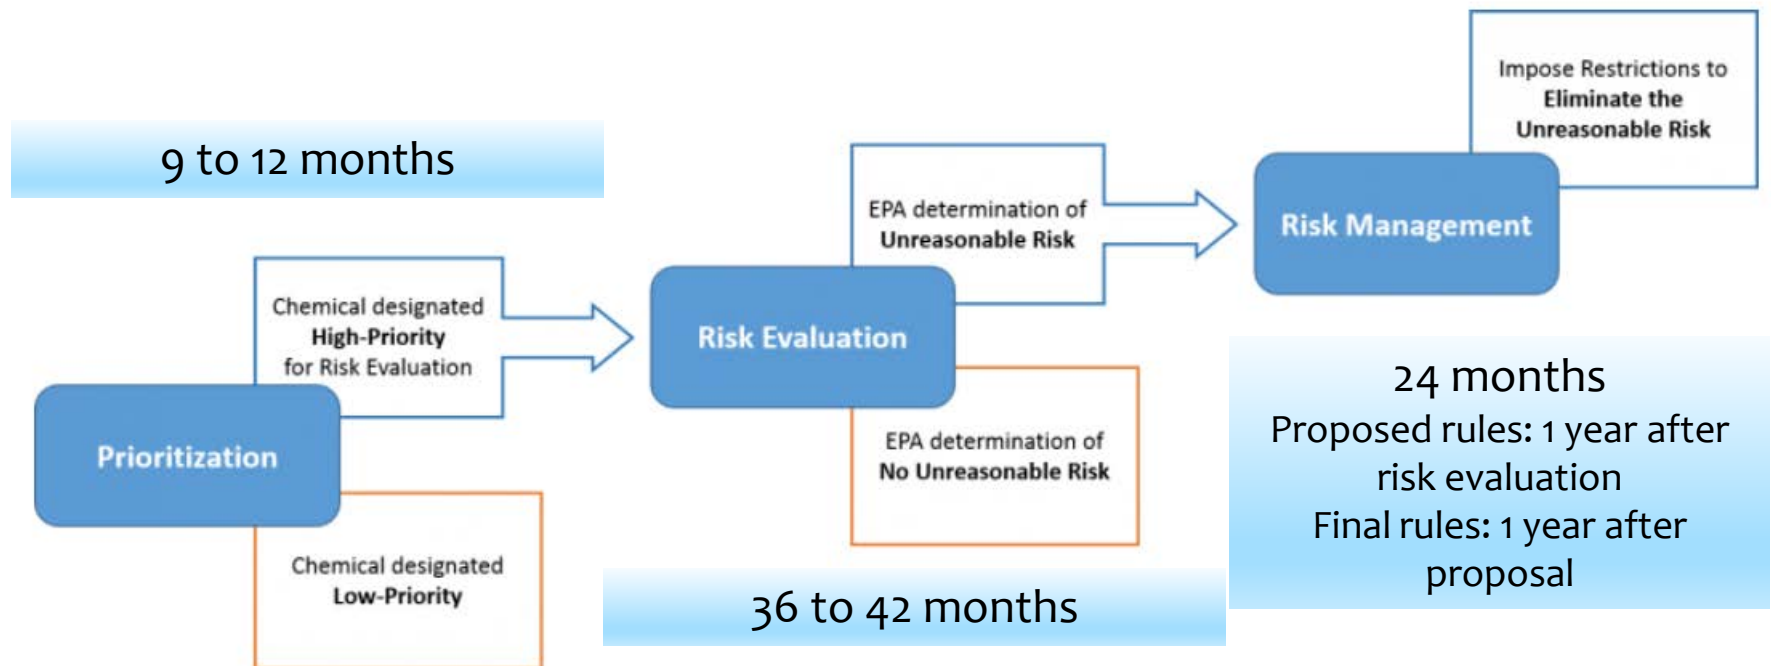 9 to 12 months
Chemical designated
High-Priority
for Risk Evaluation
Prioritization
Chemical designated
Low-Priority
EPA determination of
Unreasonable Risk
Risk Evaluation
EPA determination of
No Unreasonable Risk
36 to 42 months
Impose Restrictions to
Eliminate the
Unreasonable Risk
Risk Management
24 months
Proposed rules: 1 year after
risk evaluation
Final rules: 1 year after
proposal